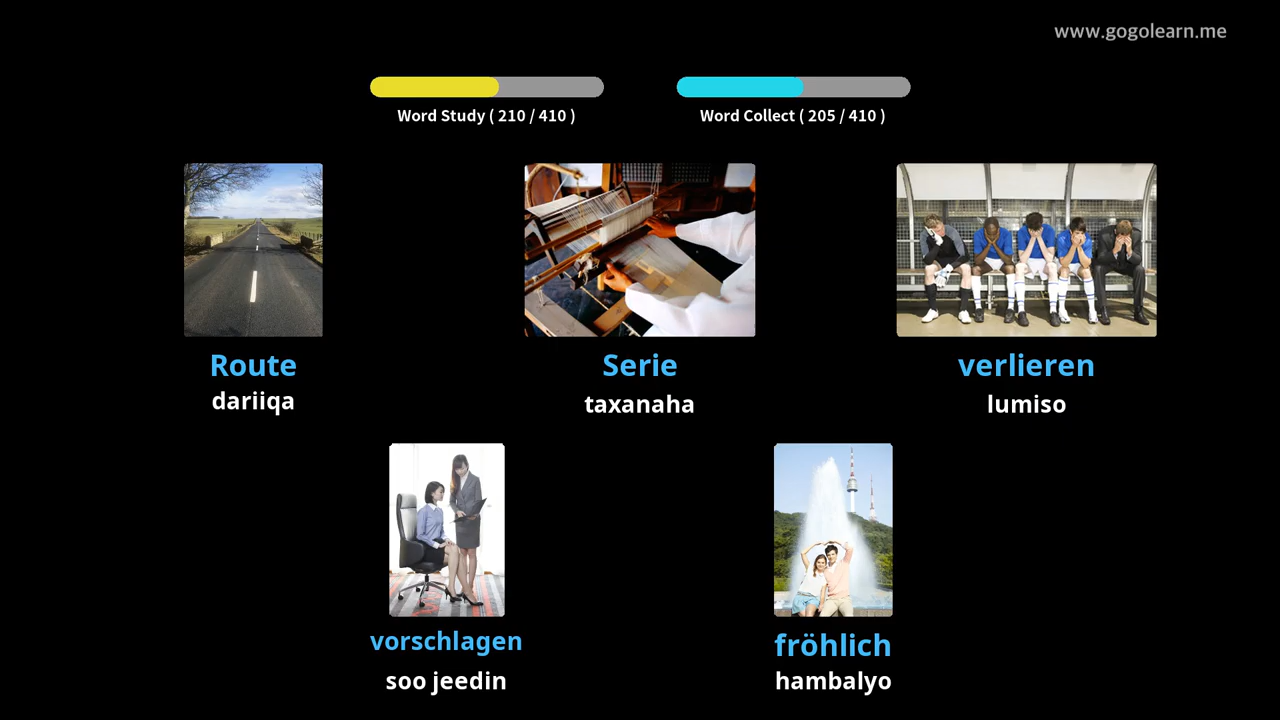 www.gogolearn.me
Word Study ( 210 / 410 )
Word Collect ( 205 / 410 )
Route
dariiqa
Serie
taxanaha
verlieren
lumiso
vorschlagen
soo jeedin
fröhlich
hambalyo